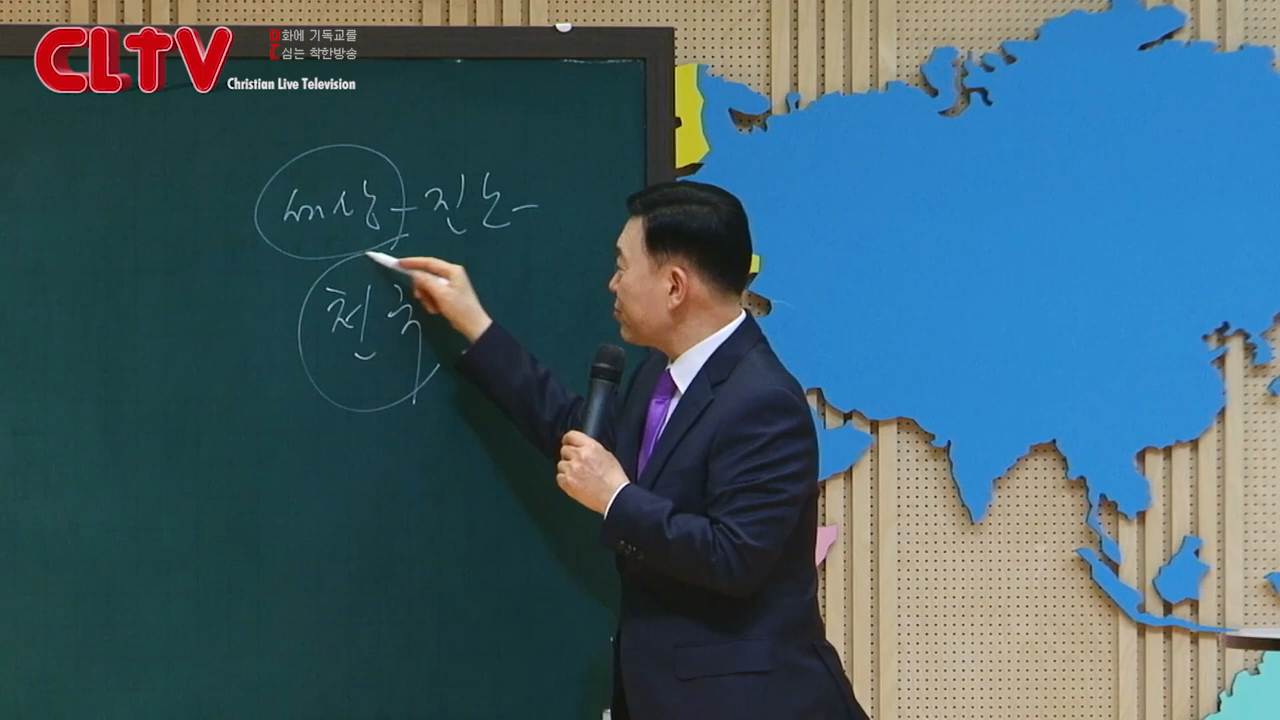 CLTV
문화에 기독교를
심는 착한방송
Christian Live Television
세상 - 진노
천국